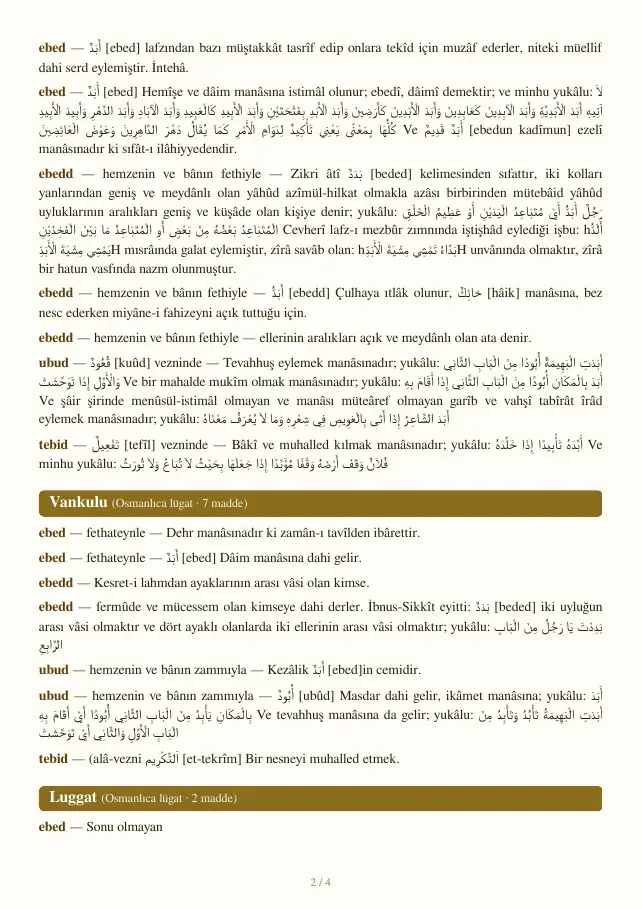 ebed — أَبَدٌ [ebed] lafzından bazı müştakkât tasrîf edip onlara tekîd için muzâf ederler, niteki müellif
dahi serd eylemiştir. İntehâ.
ebed — أَبَدٌ [ebed] Hemîşe ve dâim manâsına istimâl olunur; ebedî, dâimî demektir; ve minhu yukâlu: لَا
آتِيهِ أَبَدَ الْأَبَدِيَّةِ وَأَبَدَ الْآبِدِينَ كَعَابِدِينَ وَأَبَدَ الْأَبَدِينَ كَأَرَضِينَ وَأَبَدَ الْأَبَدِ بِفَتْحَتَيْنِ وَأَبَدَ الْأَبِيدِ كَالْعَبِيدِ وَأَبَدَ الْآبَادِ وَأَبَدَ الدَّهْرِ وَأَبِيدَ الْأَبِيدِ
كُلُّهَا بِمَعْنًى يَعْنِي تَأْكِيدٌ لِدَوَامِ الْأَمْرِ كَمَا يُقَالُ دَهْرَ الدَّاهِرِينَ وَعَوْضَ الْعَائِضِينَ Ve أَبَدٌ قَدِيمٌ [ebedun kadîmun] ezelî
manâsınadır ki sıfât-ı ilâhiyyedendir.
ebedd — hemzenin ve bânın fethiyle — Zikri âtî بَدَدٌ [beded] kelimesinden sıfattır, iki kolları
yanlarından geniş ve meydânlı olan yâhûd azîmül-hilkat olmakla azâsı birbirinden mütebâid yâhûd
uyluklarının aralıkları geniş ve küşâde olan kişiye denir; yukâlu: رَجُلٌ أَبَدُّ أَيْ مُتَبَاعِدُ الْيَدَيْنِ أَوْ عَظِيمُ الْخَلْقِ
الْمُتَبَاعِدُ بَعْضُهُ مِنْ بَعْضٍ أَوِ الْمُتَبَاعِدُ مَا بَيْنَ الْفَخِذَيْنِ Cevherî lafz-ı mezbûr zımnında iştişhâd eylediği işbu: hأَلَدُّ
يَمْشِي مِشْيَةَ الْأَبَدِّH mısrâında galat eylemiştir, zîrâ savâb olan: hبَدَّاءُ تَمْشِي مِشْيَةَ الْأَبَدِّH unvânında olmaktır, zîrâ
bir hatun vasfında nazm olunmuştur.
ebedd — hemzenin ve bânın fethiyle — أَبَدُّ [ebedd] Çulhaya ıtlâk olunur, حَائِكٌ [hâik] manâsına, bez
nesc ederken miyâne-i fahizeyni açık tuttuğu için.
ebedd — hemzenin ve bânın fethiyle — ellerinin aralıkları açık ve meydânlı olan ata denir.
ubud — قُعُودٌ [kuûd] vezninde — Tevahhuş eylemek manâsınadır; yukâlu: أَبَدَتِ الْبَهِيمَةُ أُبُودًا مِنَ الْبَابِ الثَّانِي
وَالْأَوَّلِ إِذَا تَوَحَّشَتْ Ve bir mahalde mukîm olmak manâsınadır; yukâlu: أَبَدَ بِالْمَكَانِ أُبُودًا مِنَ الْبَابِ الثَّانِي إِذَا أَقَامَ بِهِ
Ve şâir şirinde menûsül-istimâl olmayan ve manâsı müteâref olmayan garîb ve vahşî tabîrât îrâd
eylemek manâsınadır; yukâlu: أَبَدَ الشَّاعِرُ إِذَا أَتَى بِالْعَوِيصِ فِي شِعْرِهِ وَمَا لَا يُعْرَفُ مَعْنَاهُ
tebid — تَفْعِيلٌ [tefîl] vezninde — Bâkî ve muhalled kılmak manâsınadır; yukâlu: أَبَّدَهُ تَأْبِيدًا إِذَا خَلَّدَهُ Ve
minhu yukâlu: فُلَانٌ وَقَفَ أَرْضَهُ وَقْفًا مُؤَبَّدًا إِذَا جَعَلَهَا بِحَيْثُ لَا تُبَاعُ وَلَا تُورَثُ
Vankulu (Osmanlıca lügat · 7 madde)
ebed — fethateynle — Dehr manâsınadır ki zamân-ı tavîlden ibârettir.
ebed — fethateynle — أَبَدٌ [ebed] Dâim manâsına dahi gelir.
ebedd — Kesret-i lahmdan ayaklarının arası vâsi olan kimse.
ebedd — fermûde ve mücessem olan kimseye dahi derler. İbnus-Sikkît eyitti: بَدَدٌ [beded] iki uyluğun
arası vâsi olmaktır ve dört ayaklı olanlarda iki ellerinin arası vâsi olmaktır; yukâlu: بَدِدْتَ يَا رَجُلُ مِنَ الْبَابِ
الرَّابِعِ
ubud — hemzenin ve bânın zammıyla — Kezâlik أَبَدٌ [ebed]in cemidir.
ubud — hemzenin ve bânın zammıyla — أُبُودٌ [ubûd] Masdar dahi gelir, ikâmet manâsına; yukâlu: أَبَدَ
بِالْمَكَانِ يَأْبِدُ مِنَ الْبَابِ الثَّانِي أُبُودًا أَيْ أَقَامَ بِهِ Ve tevahhuş manâsına da gelir; yukâlu: أَبَدَتِ الْبَهِيمَةُ تَأْبُدُ وَتَأْبِدُ مِنَ
الْبَابِ الْأَوَّلِ وَالثَّانِي أَيْ تَوَحَّشَتْ
tebid — (alâ-vezni اَلتَّكْرِيم [et-tekrîm] Bir nesneyi muhalled etmek.
Luggat (Osmanlıca lügat · 2 madde)
ebed — Sonu olmayan
2 / 4